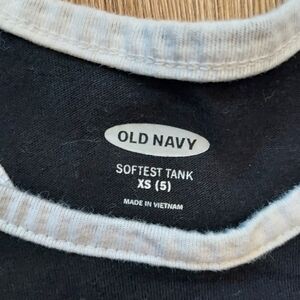 OLD NAVY
SOFTEST TANK
XS (5)
MADE IN VIETNAM